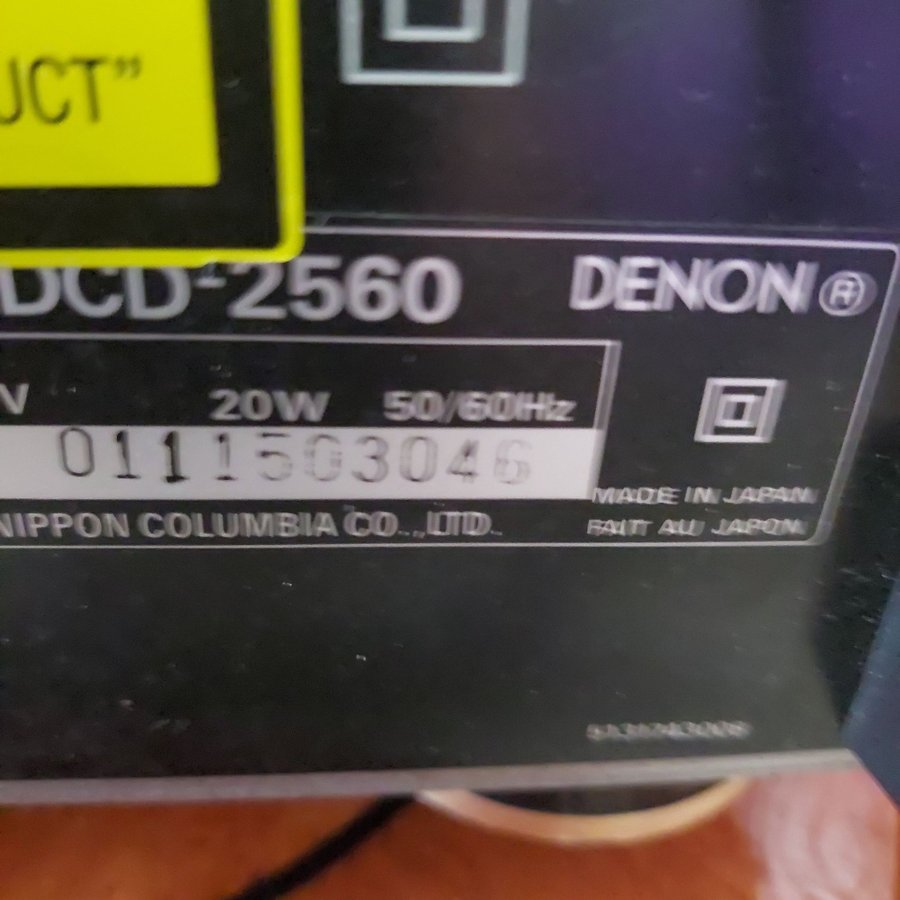 UCT”
DCD-2560 DENON®
V 20W 50/60Hz
0111503046
NIPPON COLUMBIA CO.,LTD.
MADE IN JAPAN
FAIT AU JAPON